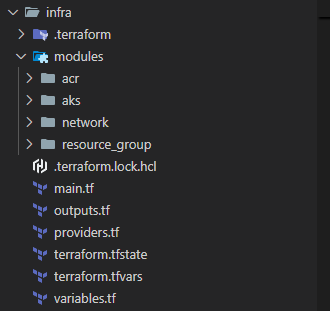 infra
.terraform
modules
acr
aks
network
resource_group
.terraform.lock.hcl
main.tf
outputs.tf
providers.tf
terraform.tfstate
terraform.tfvars
variables.tf